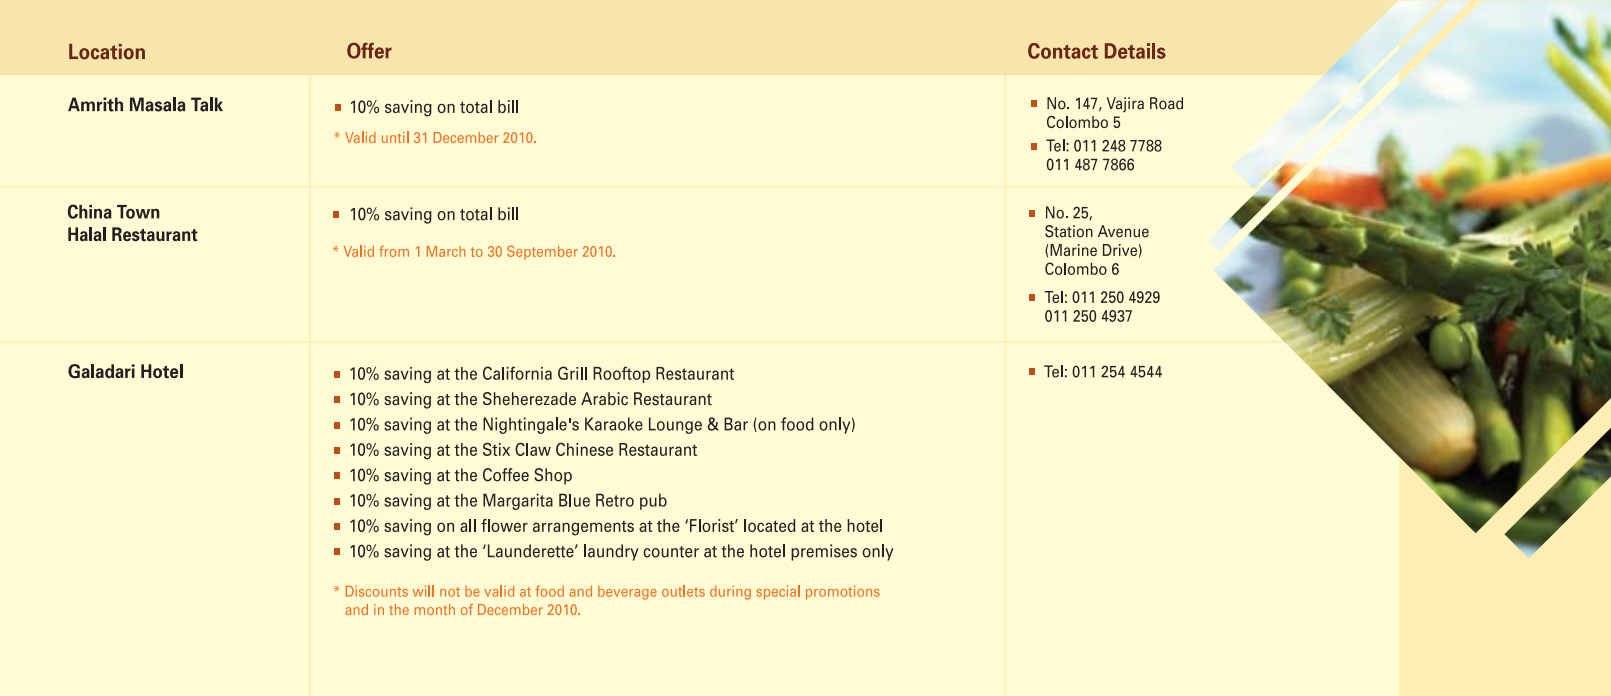 Location
Offer
Contact Details
Amrith Masala Talk
■ 10% saving on total bill
* Valid until 31 December 2010.
■ No. 147, Vajira Road
Colombo 5
■ Tel: 011 248 7788
011 487 7866
China Town
Halal Restaurant
■ 10% saving on total bill
* Valid from 1 March to 30 September 2010.
■ No. 25,
Station Avenue
(Marine Drive)
Colombo 6
■ Tel: 011 250 4929
011 250 4937
Galadari Hotel
■ 10% saving at the California Grill Rooftop Restaurant
■ 10% saving at the Sheherezade Arabic Restaurant
■ 10% saving at the Nightingale's Karaoke Lounge & Bar (on food only)
■ 10% saving at the Stix Claw Chinese Restaurant
■ 10% saving at the Coffee Shop
■ 10% saving at the Margarita Blue Retro pub
■ 10% saving on all flower arrangements at the ‘Florist’ located at the hotel
■ 10% saving at the ‘Launderette’ laundry counter at the hotel premises only
* Discounts will not be valid at food and beverage outlets during special promotions
and in the month of December 2010.
■ Tel: 011 254 4544